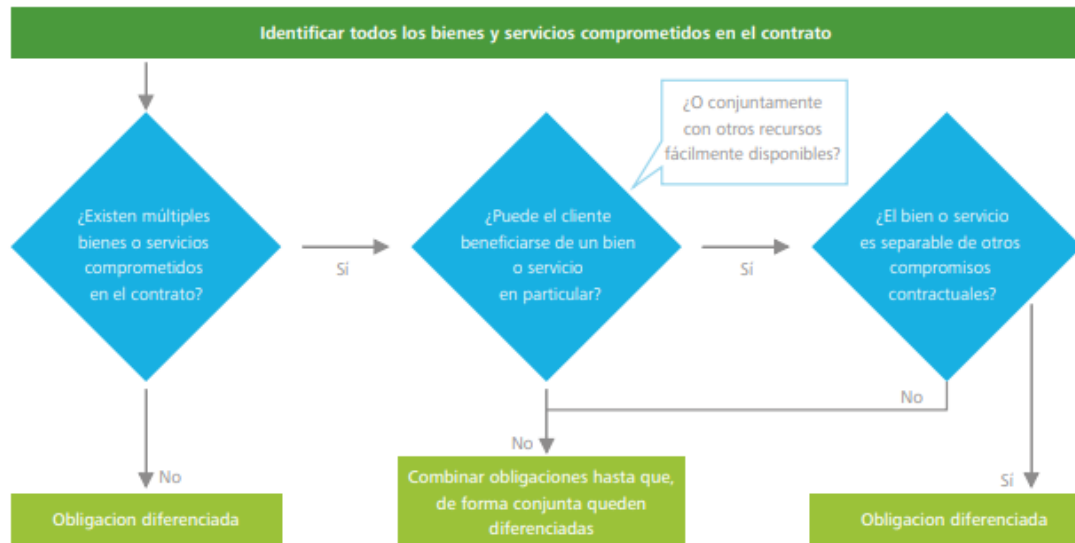 Identificar todos los bienes y servicios comprometidos en el contrato
¿O conjuntamente
con otros recursos
fácilmente disponibles?
¿Existen múltiples
bienes o servicios
comprometidos
en el contrato?
Sí
¿Puede el cliente
beneficiarse de un bien
o servicio
en particular?
Sí
¿El bien o servicio
es separable de otros
compromisos
contractuales?
No
No
No
Sí
Obligacion diferenciada
Combinar obligaciones hasta que,
de forma conjunta queden
diferenciadas
Obligacion diferenciada